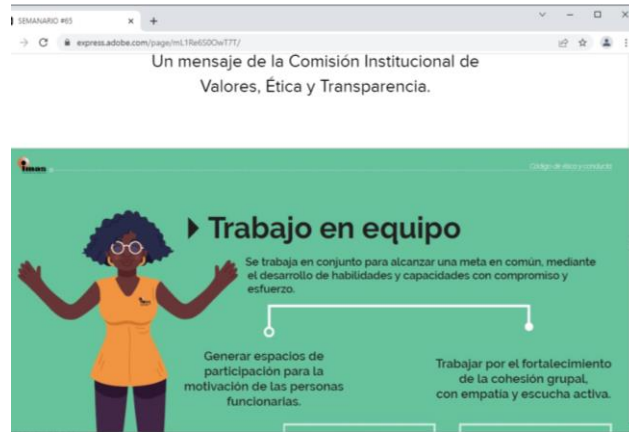 SEMANARIO #85
express.adobe.com/page/mL1Re6S0OwT7T/
Un mensaje de la Comisión Institucional de
Valores, Ética y Transparencia.
imas
Código de ética y conducta
Trabajo en equipo
Se trabaja en conjunto para alcanzar una meta en común, mediante
el desarrollo de habilidades y capacidades con compromiso y
esfuerzo.
Generar espacios de
participación para la
motivación de las personas
funcionarias.
Trabajar por el fortalecimiento
de la cohesión grupal,
con empatía y escucha activa.